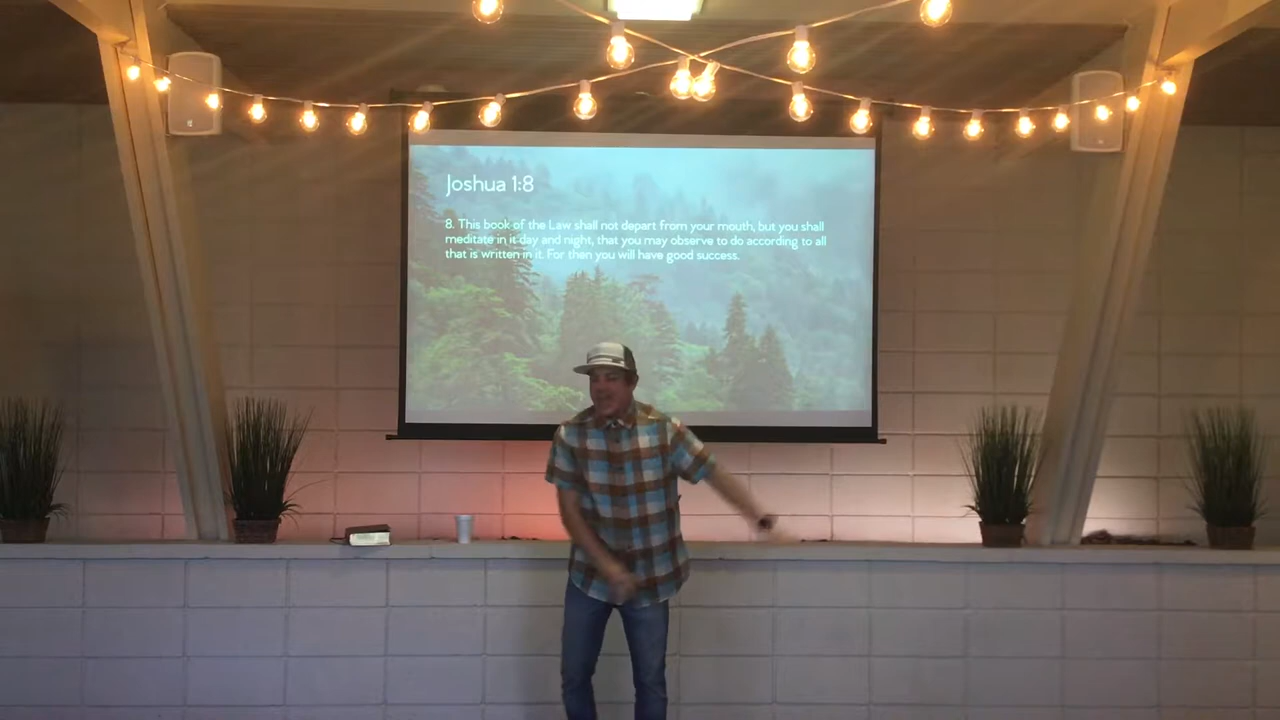 Joshua 1:8
8. This book of the Law shall not depart from your mouth, but you shall
meditate in it day and night, that you may observe to do according to all
that is written in it. For then you will have good success.